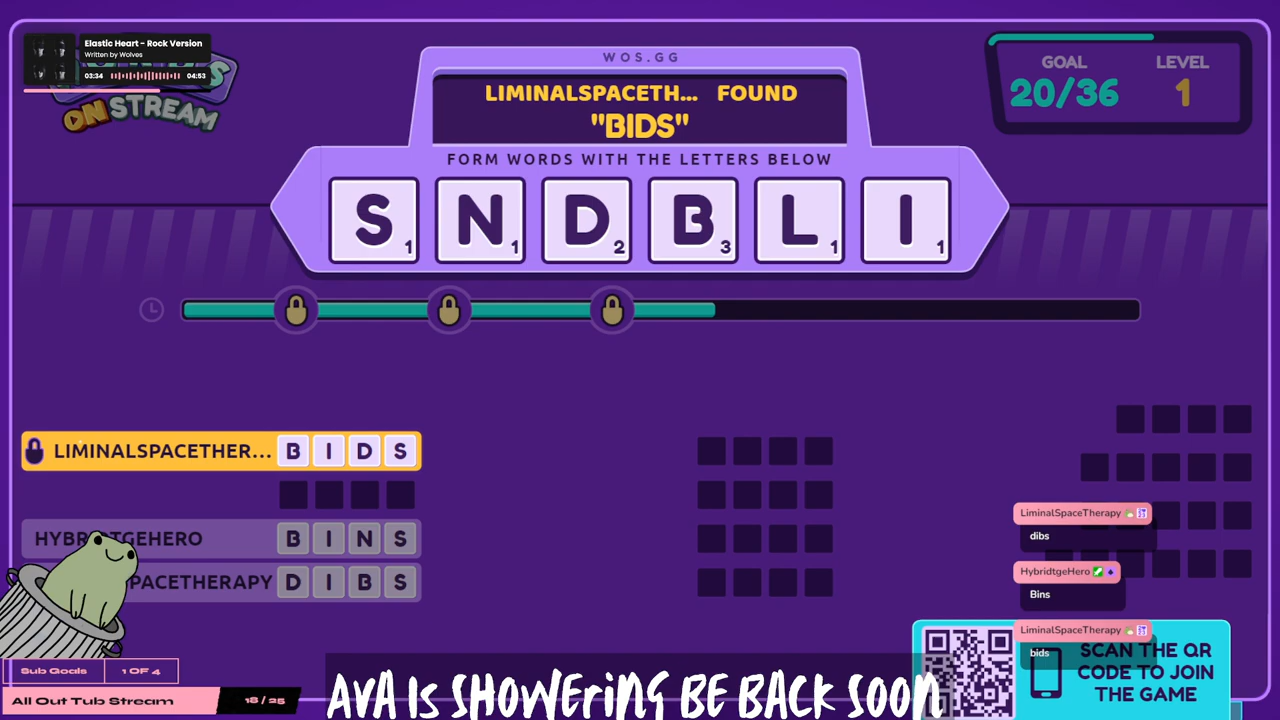 Elastic Heart - Rock Version
Written by Wolves
03:34 04:53
ON STREAM
WOS.GG
LIMINALSPACETH... FOUND
"BIDS"
GOAL LEVEL
20/36 1
FORM WORDS WITH THE LETTERS BELOW
S 1 N 1 D 2 B 3 L 1 I 1
LIMINALSPACETHER... B I D S
HYBRIDTGEHERO B I N S
PACETHERAPY D I B S
LiminalSpaceTherapy
dibs
HybridtgeHero
Bins
LiminalSpaceTherapy
bids
SCAN THE QR
CODE TO JOIN
THE GAME
Sub Goals 1 OF 4
All Out Tub Stream 18 / 25
AVA IS SHOWERING BE BACK SOON